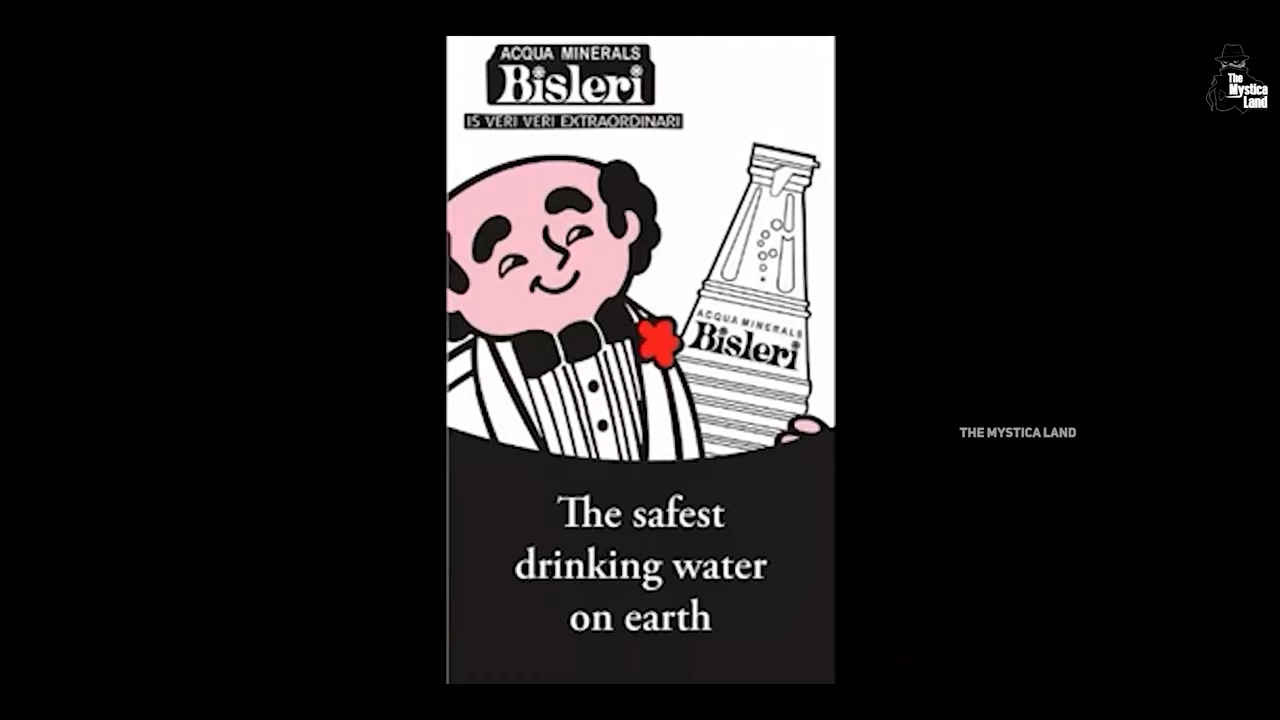 ACQUA MINERALS
Bisleri
IS VERI VERI EXTRAORDINARI
ACQUA MINERALS
Bisleri
The safest
drinking water
on earth
The
Mystica
Land
THE MYSTICA LAND